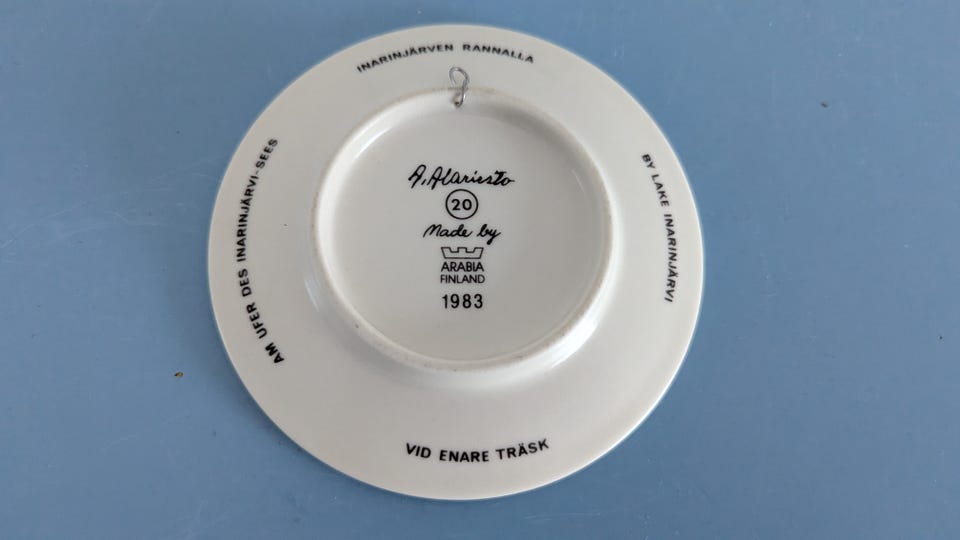 INARINJÄRVEN RANNALLA
AM UFER DES INARINJÄRVI-SEES
BY LAKE INARINJÄRVI
A. Alariesto
20
Made by
ARABIA
FINLAND
1983
VID ENARE TRÄSK